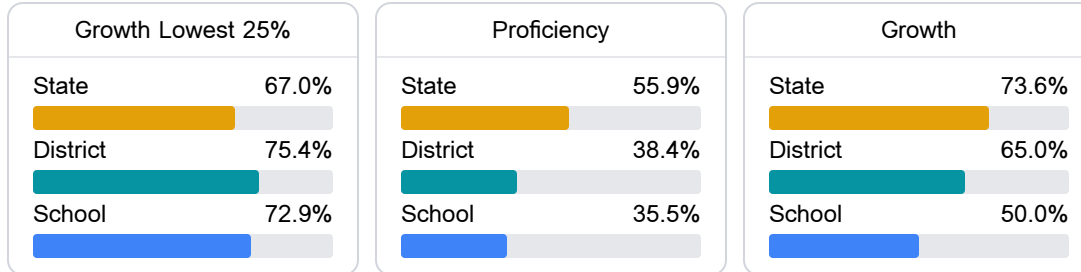 Growth Lowest 25%
State 67.0%
District 75.4%
School 72.9%
Proficiency
State 55.9%
District 38.4%
School 35.5%
Growth
State 73.6%
District 65.0%
School 50.0%